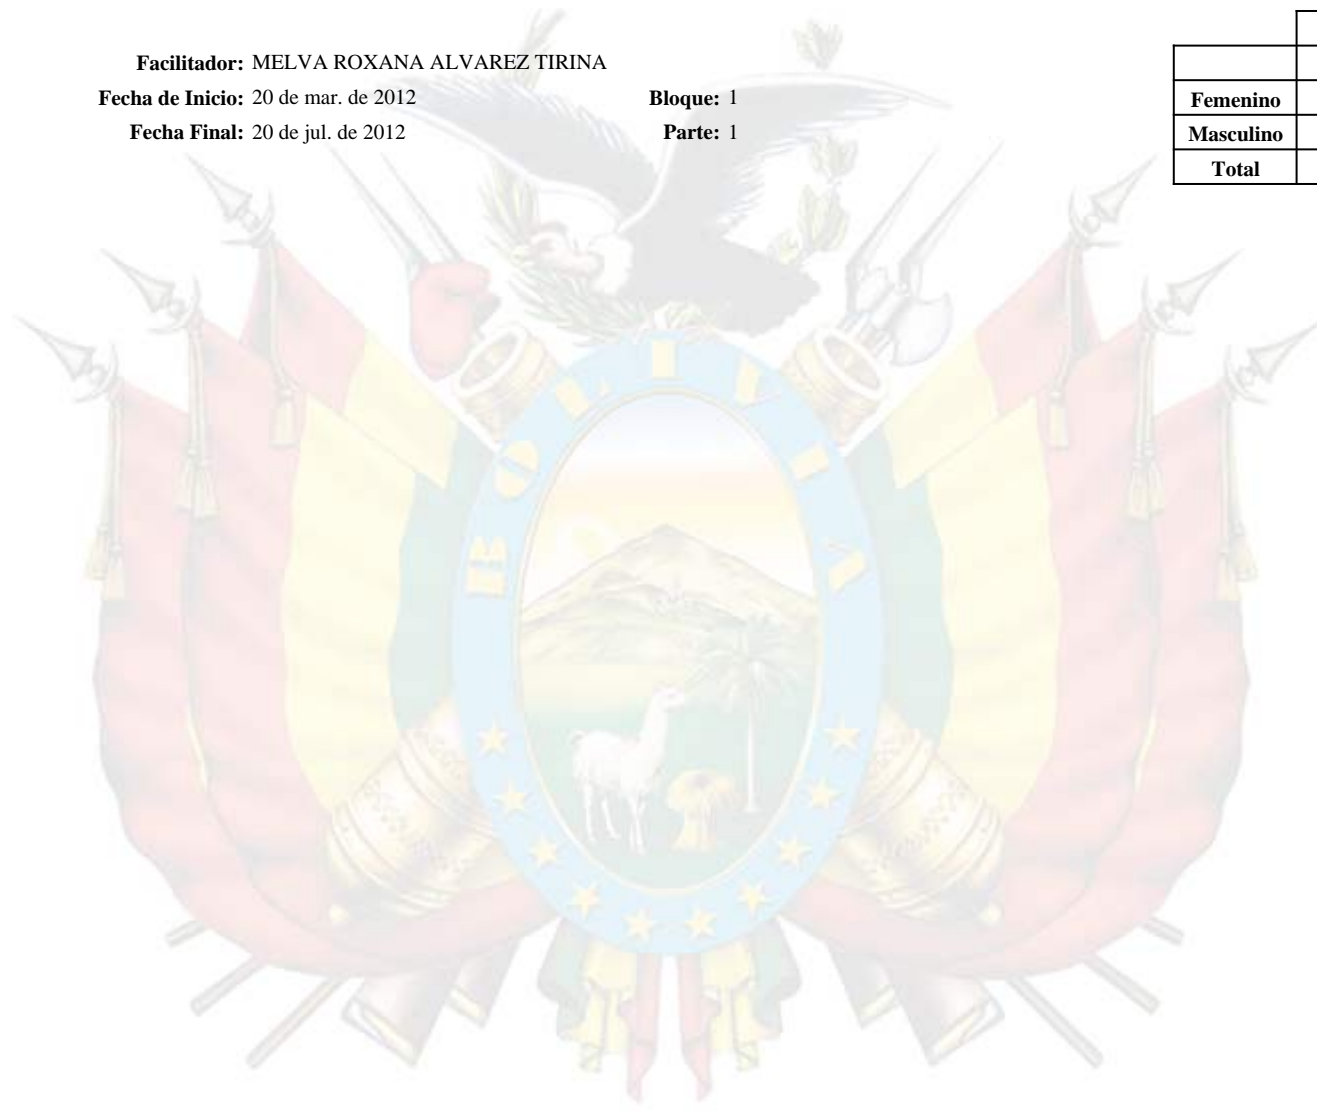 Facilitador: MELVA ROXANA ALVAREZ TIRINA
Fecha de Inicio: 20 de mar. de 2012 Bloque: 1
Fecha Final: 20 de jul. de 2012 Parte: 1
Femenino
Masculino
Total
BOLIVIA